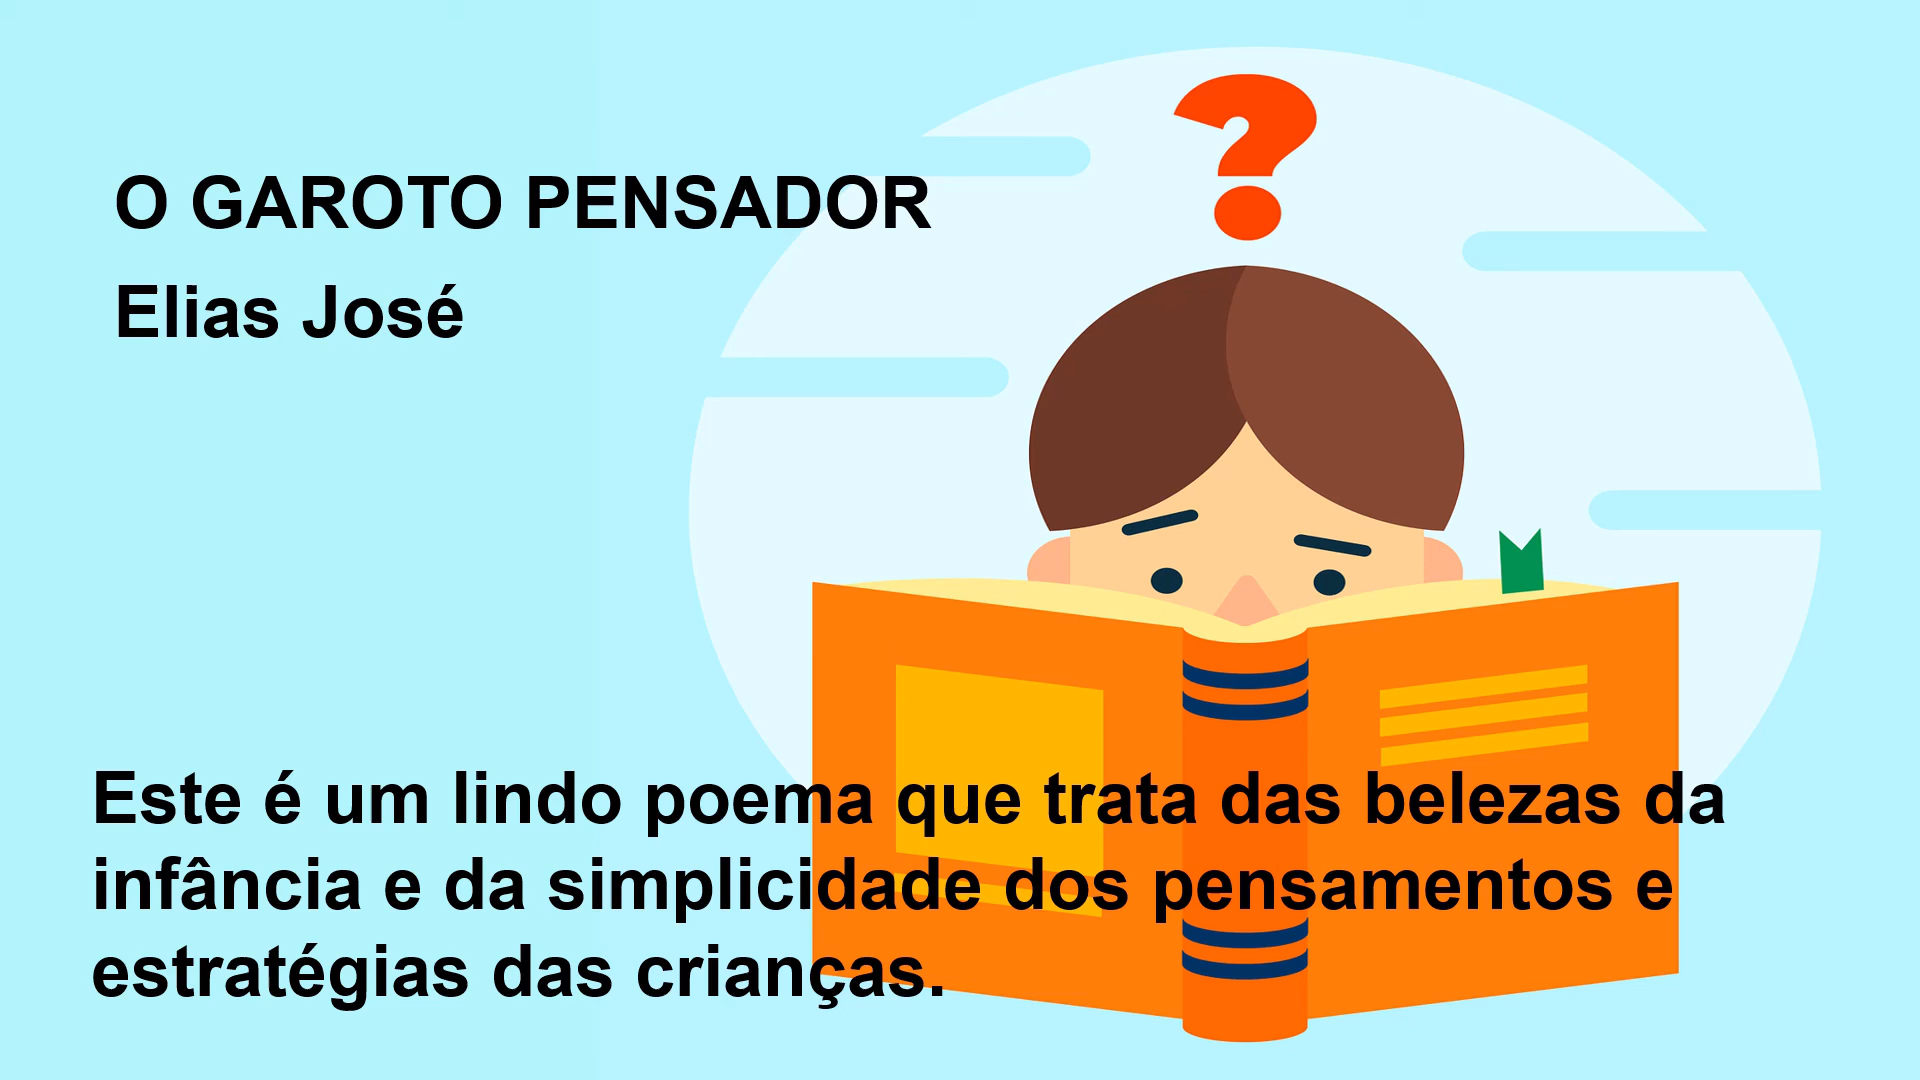 O GAROTO PENSADOR
Elias José
?
Este é um lindo poema que trata das belezas da
infância e da simplicidade dos pensamentos e
estratégias das crianças.